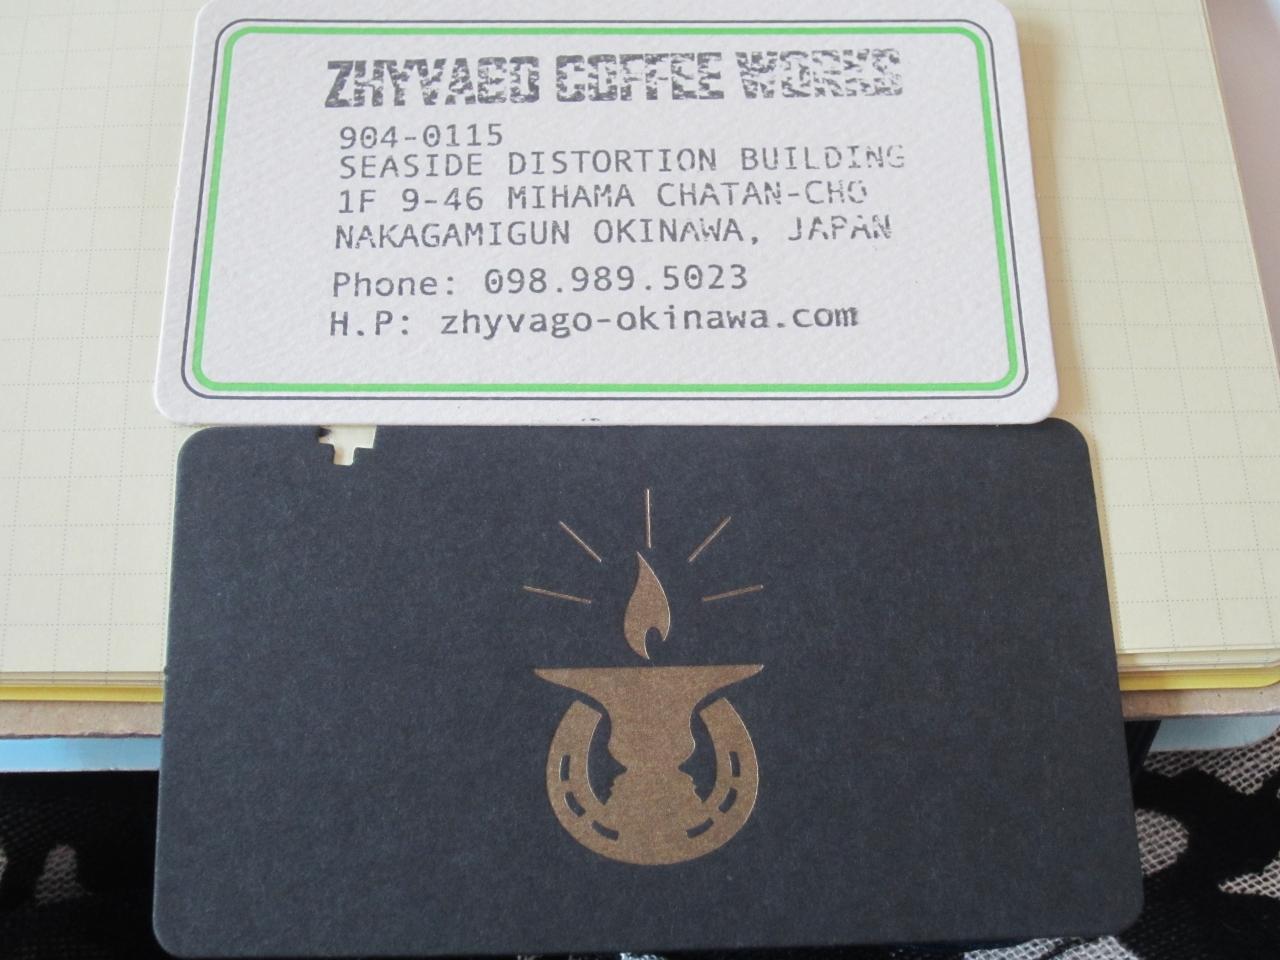 ZHYVAGO COFFEE WORKS
904-0115
SEASIDE DISTORTION BUILDING
1F 9-46 MIHAMA CHATAN-CHO
NAKAGAMIGUN OKINAWA, JAPAN
Phone: 098.989.5023
H.P: zhyvago-okinawa.com